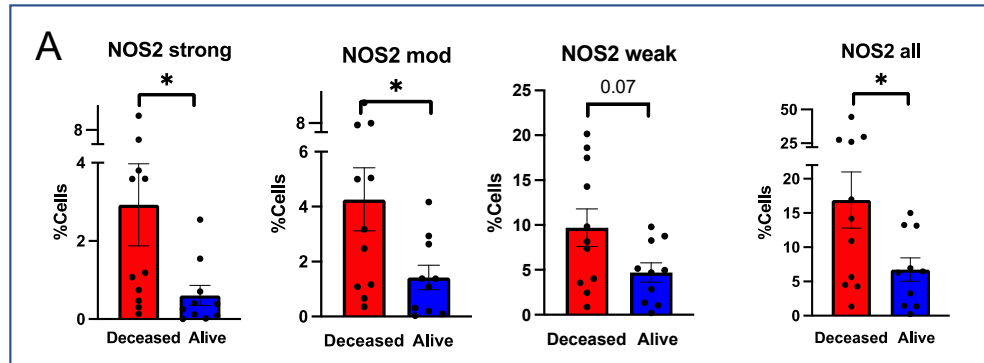 A
NOS2 strong
*
8
4
2
0
%Cells
Deceased Alive
NOS2 mod
*
8
6
4
2
0
%Cells
Deceased Alive
NOS2 weak
0.07
25
20
15
10
5
0
%Cells
Deceased Alive
NOS2 all
*
50
25
20
15
10
5
0
%Cells
Deceased Alive